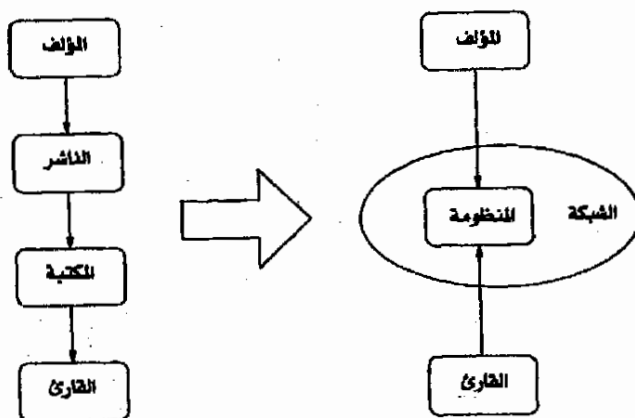 المؤلف
الناشر
المكتبة
القارئ
المؤلف
المنظومة
الشبكة
القارئ